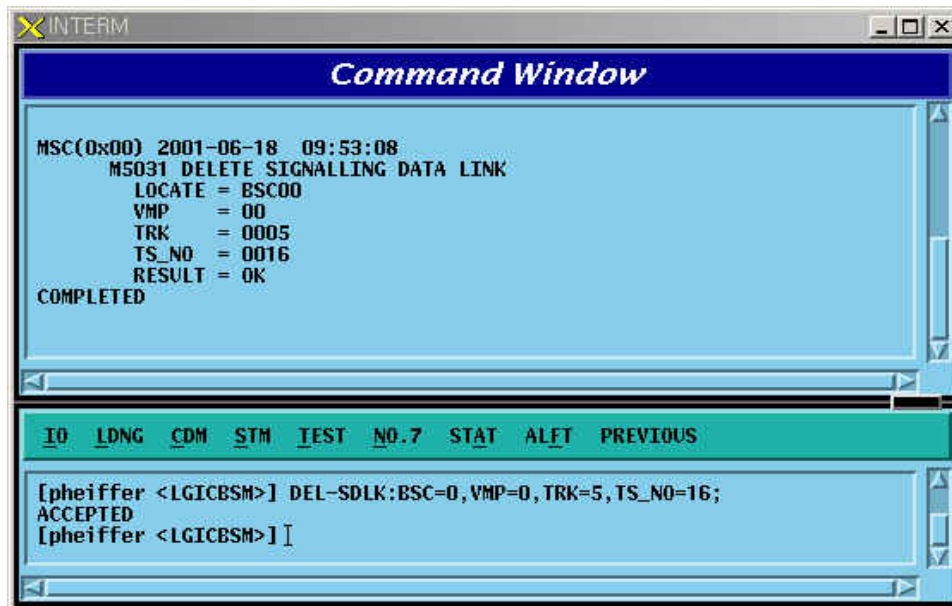 INTERM
Command Window
MSC(0x00) 2001-06-18 09:53:08
M5031 DELETE SIGNALLING DATA LINK
LOCATE = BSC00
VMP = 00
TRK = 0005
TS_NO = 0016
RESULT = OK
COMPLETED
IO LDNG CDM STM TEST NO.7 STAT ALFT PREVIOUS
[pheiffer <LGICBSM>] DEL-SDLK:BSC=0,VMP=0,TRK=5,TS_NO=16;
ACCEPTED
[pheiffer <LGICBSM>]